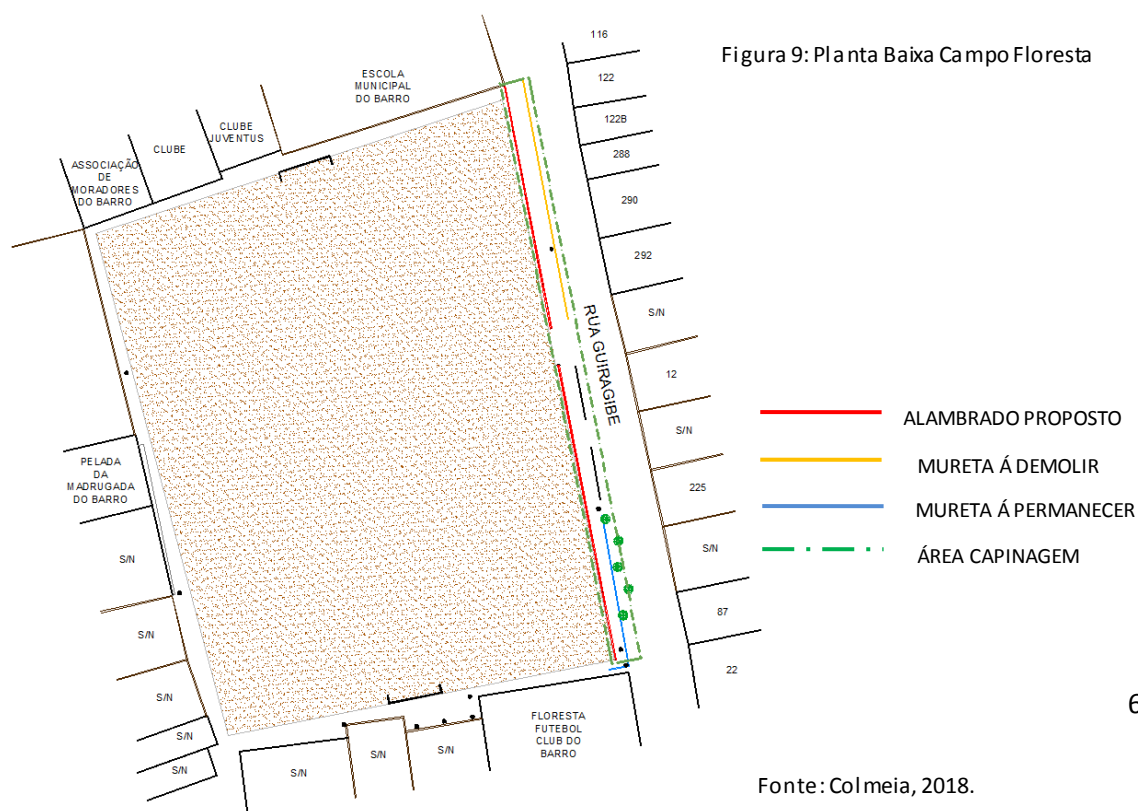 Figura 9: Planta Baixa Campo Floresta
116
122
122B
288
290
292
S/N
12
S/N
225
S/N
87
22
ESCOLA
MUNICIPAL
DO BARRO
CLUBE
JUVENTUS
CLUBE
ASSOCIAÇÃO
DE
MORADORES
DO BARRO
RUA GUIRAGIBE
PELADA
DA
MADRUGADA
DO BARRO
S/N
S/N
S/N
S/N
S/N
S/N
S/N
S/N
FLORESTA
FUTEBOL
CLUB DO
BARRO
ALAMBRADO PROPOSTO
MURETA Á DEMOLIR
MURETA Á PERMANECER
ÁREA CAPINAGEM
6
Fonte: Colmeia, 2018.